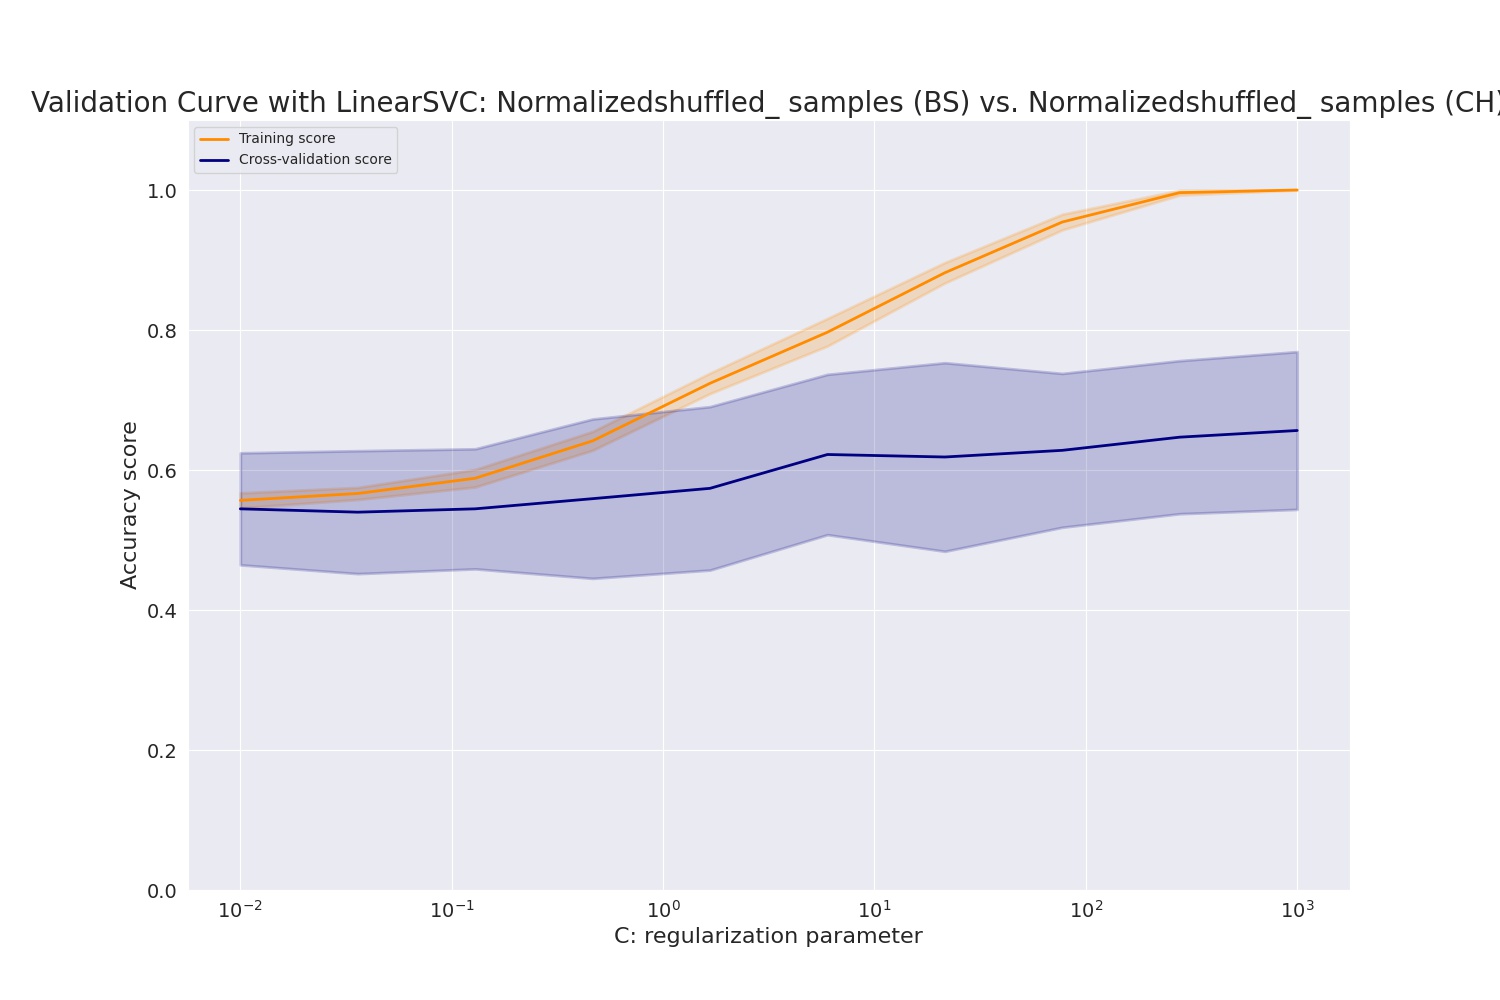 Validation Curve with LinearSVC: Normalizedshuffled_ samples (BS) vs. Normalizedshuffled_ samples (CH)
Training score
Cross-validation score
1.0
0.8
0.6
0.4
0.2
0.0
Accuracy score
10⁻² 10⁻¹ 10⁰ 10¹ 10² 10³
C: regularization parameter